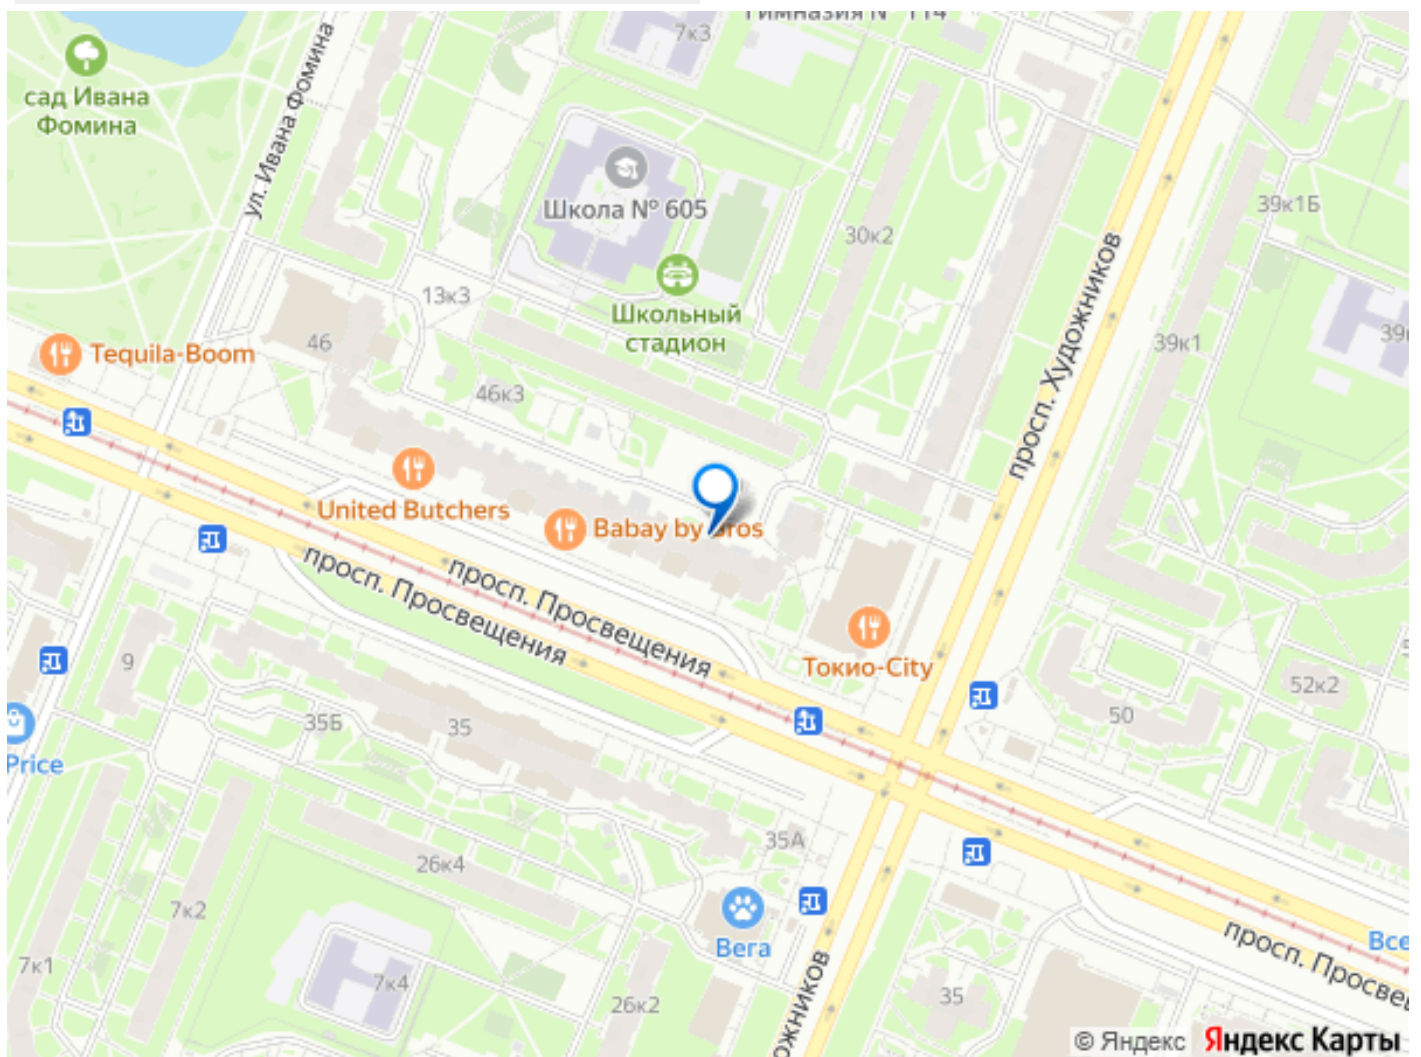 Гимназия № 114
7к3
сад Ивана
Фомина
ул. Ивана Фомина
Школа № 605
30к2
39к1Б
Школьный
стадион
13к3
просп. Художников
39к1
46
Tequila-Boom
46к3
United Butchers
Babay by
просп. Просвещения
просп. Просвещения
Токио-City
9
35Б
35
50
52к2
Price
35А
26к4
7к2
Вега
Все
просп. Просвещ
7к1
7к4
26к2
35
© Яндекс Яндекс Карты